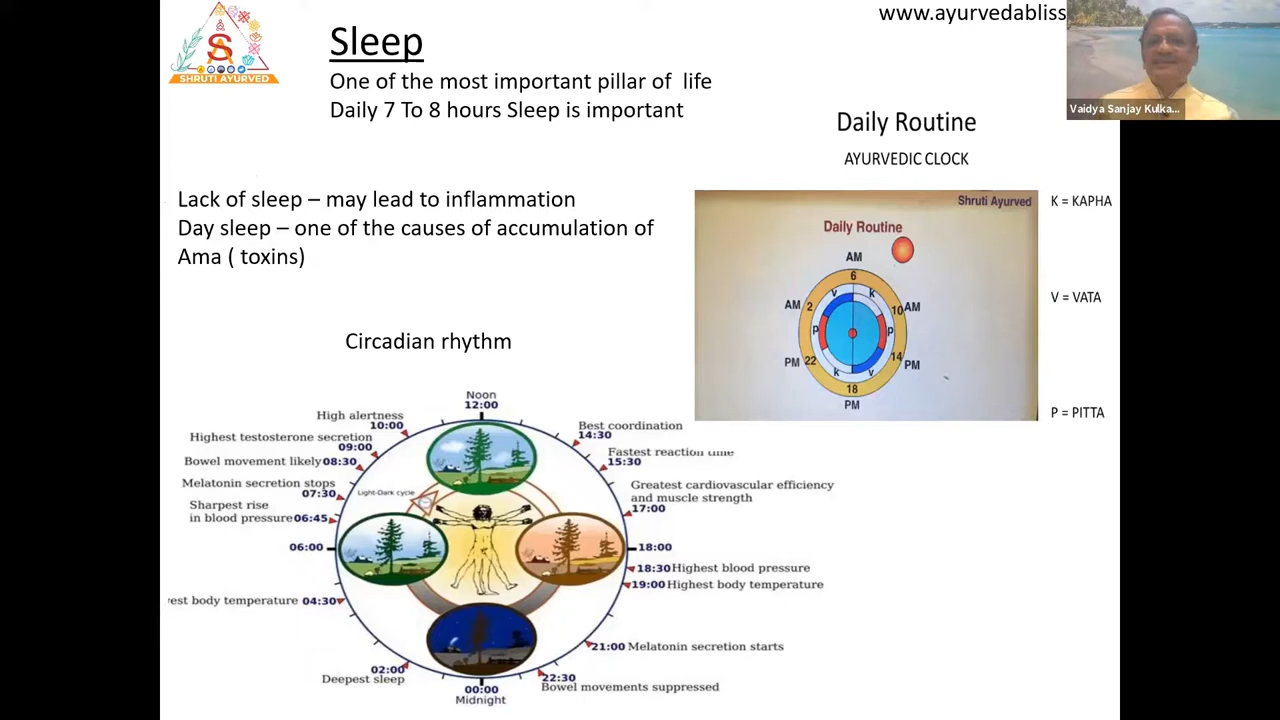 SHRUTI AYURVED
Sleep
One of the most important pillar of life
Daily 7 To 8 hours Sleep is important
www.ayurvedabliss
Vaidya Sanjay Kulka...
Daily Routine
AYURVEDIC CLOCK
Lack of sleep – may lead to inflammation
Day sleep – one of the causes of accumulation of
Ama ( toxins)
Shruti Ayurved
Daily Routine
AM
6
v k
AM 2 10 AM
p p
PM 22 14 PM
k v
18
PM
K = KAPHA
V = VATA
P = PITTA
Circadian rhythm
Noon
12:00
High alertness
10:00
Highest testosterone secretion
09:00
Bowel movement likely 08:30
Melatonin secretion stops
07:30
Light-Dark cycle
Sharpest rise
in blood pressure 06:45
06:00
body temperature 04:30
02:00
Deepest sleep
00:00
Midnight
Best coordination
14:30
Fastest reaction time
15:30
Greatest cardiovascular efficiency
and muscle strength
17:00
18:00
18:30 Highest blood pressure
19:00 Highest body temperature
21:00 Melatonin secretion starts
22:30
Bowel movements suppressed